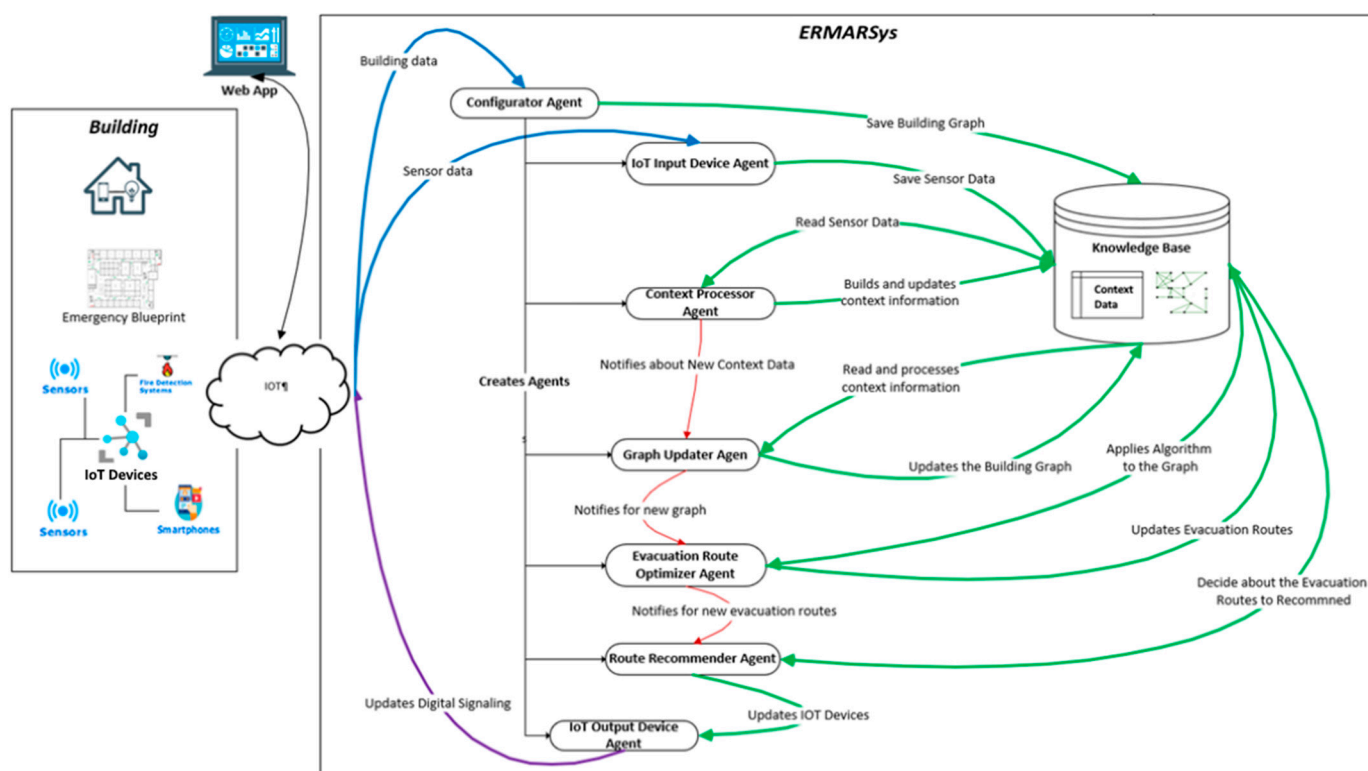 ERMARSys
Web App
Building
Emergency Blueprint
Sensors
Fire Detection
Systems
IoT Devices
Sensors
Smartphones
IOT¶
Building data
Configurator Agent
Save Building Graph
Sensor data
IoT Input Device Agent
Save Sensor Data
Read Sensor Data
Knowledge Base
Context
Data
Context Processor
Agent
Builds and updates
context information
Notifies about New Context Data
Read and processes
context information
Creates Agents
s
Graph Updater Agen
Updates the Building Graph
Applies Algorithm
to the Graph
Notifies for new graph
Evacuation Route
Optimizer Agent
Updates Evacuation Routes
Notifies for new evacuation routes
Decide about the Evacuation
Routes to Recommned
Route Recommender Agent
Updates Digital Signaling
Updates IOT Devices
IoT Output Device
Agent